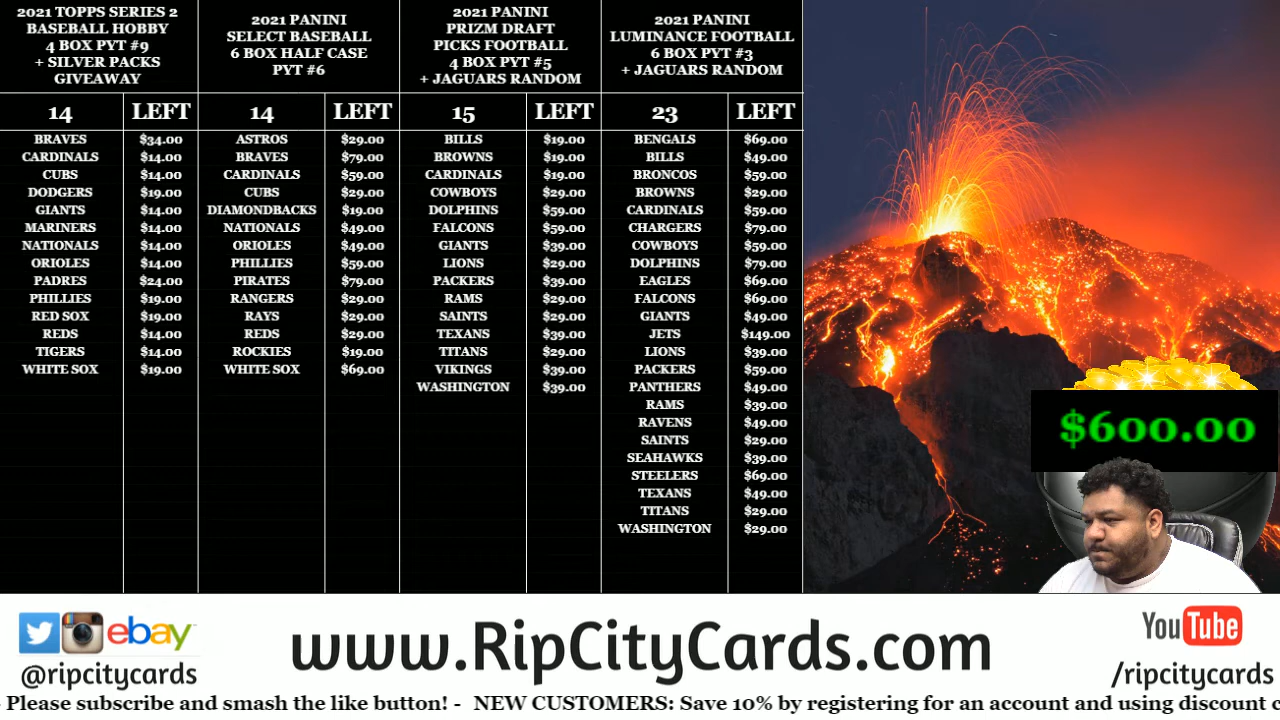 2021 TOPPS SERIES 2
BASEBALL HOBBY
4 BOX PYT #9
+ SILVER PACKS
GIVEAWAY
14 LEFT
BRAVES $34.00
CARDINALS $14.00
CUBS $14.00
DODGERS $19.00
GIANTS $14.00
MARINERS $14.00
NATIONALS $14.00
ORIOLES $14.00
PADRES $24.00
PHILLIES $19.00
RED SOX $19.00
REDS $14.00
TIGERS $14.00
WHITE SOX $19.00
2021 PANINI
SELECT BASEBALL
6 BOX HALF CASE
PYT #6
14 LEFT
ASTROS $29.00
BRAVES $79.00
CARDINALS $59.00
CUBS $29.00
DIAMONDBACKS $19.00
NATIONALS $49.00
ORIOLES $49.00
PHILLIES $59.00
PIRATES $79.00
RANGERS $29.00
RAYS $29.00
REDS $29.00
ROCKIES $19.00
WHITE SOX $69.00
2021 PANINI
PRIZM DRAFT
PICKS FOOTBALL
4 BOX PYT #5
+ JAGUARS RANDOM
15 LEFT
BILLS $19.00
BROWNS $19.00
CARDINALS $19.00
COWBOYS $29.00
DOLPHINS $59.00
FALCONS $59.00
GIANTS $39.00
LIONS $29.00
PACKERS $39.00
RAMS $29.00
SAINTS $29.00
TEXANS $39.00
TITANS $29.00
VIKINGS $39.00
WASHINGTON $39.00
2021 PANINI
LUMINANCE FOOTBALL
6 BOX PYT #3
+ JAGUARS RANDOM
23 LEFT
BENGALS $69.00
BILLS $49.00
BRONCOS $59.00
BROWNS $29.00
CARDINALS $59.00
CHARGERS $79.00
COWBOYS $59.00
DOLPHINS $79.00
EAGLES $69.00
FALCONS $69.00
GIANTS $49.00
JETS $149.00
LIONS $39.00
PACKERS $59.00
PANTHERS $49.00
RAMS $39.00
RAVENS $49.00
SAINTS $29.00
SEAHAWKS $39.00
STEELERS $69.00
TEXANS $49.00
TITANS $29.00
WASHINGTON $29.00
$600.00
ebay
@ripcitycards
www.RipCityCards.com
YouTube
/ripcitycards
- Please subscribe and smash the like button! - NEW CUSTOMERS: Save 10% by registering for an account and using discount c